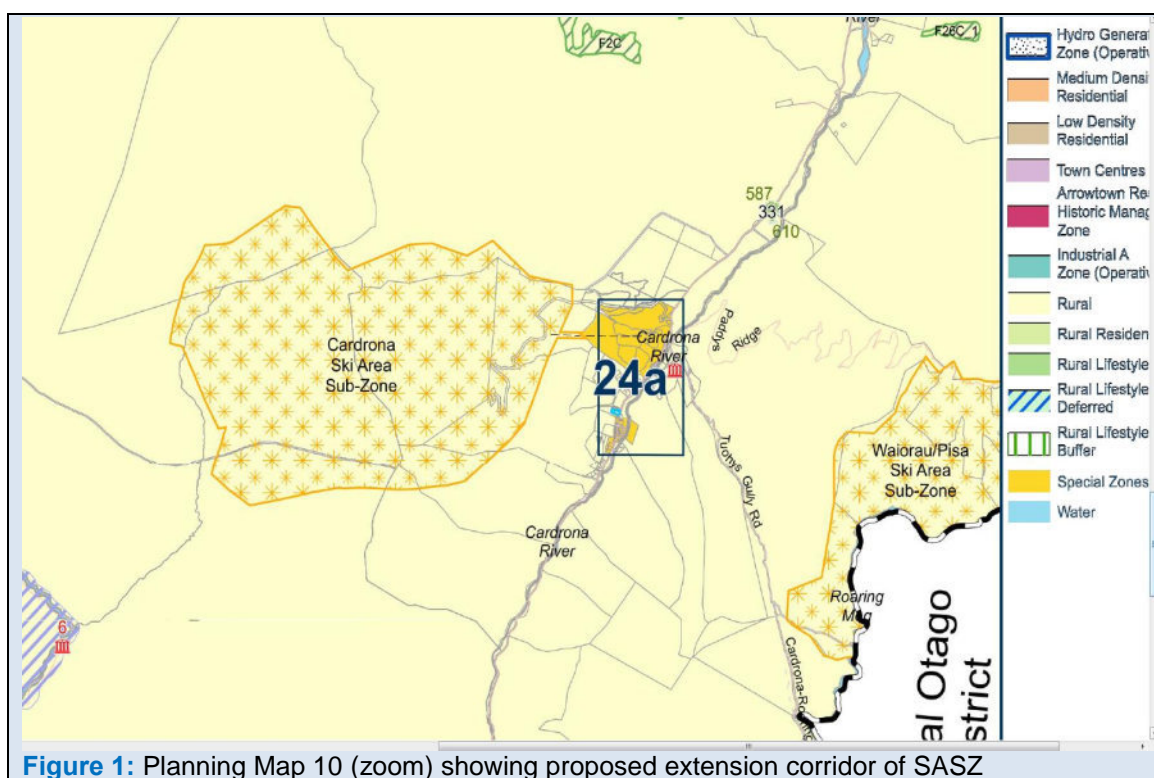 River
F2C
F26C 1
587
331
610
Paddys
Ridge
Cardrona
Ski Area
Sub-Zone
Cardrona
River
24a
Waiorau/Pisa
Ski Area
Sub-Zone
Tuohys Gully Rd
Cardrona
River
Roaring
Meg
6
Cardrona-Roaring
al Otago
strict
Hydro Generat
Zone (Operativ
Medium Densi
Residential
Low Density
Residential
Town Centres
Arrowtown Re
Historic Manag
Zone
Industrial A
Zone (Operativ
Rural
Rural Residen
Rural Lifestyle
Rural Lifestyle
Deferred
Rural Lifestyle
Buffer
Special Zones
Water
Figure 1: Planning Map 10 (zoom) showing proposed extension corridor of SASZ